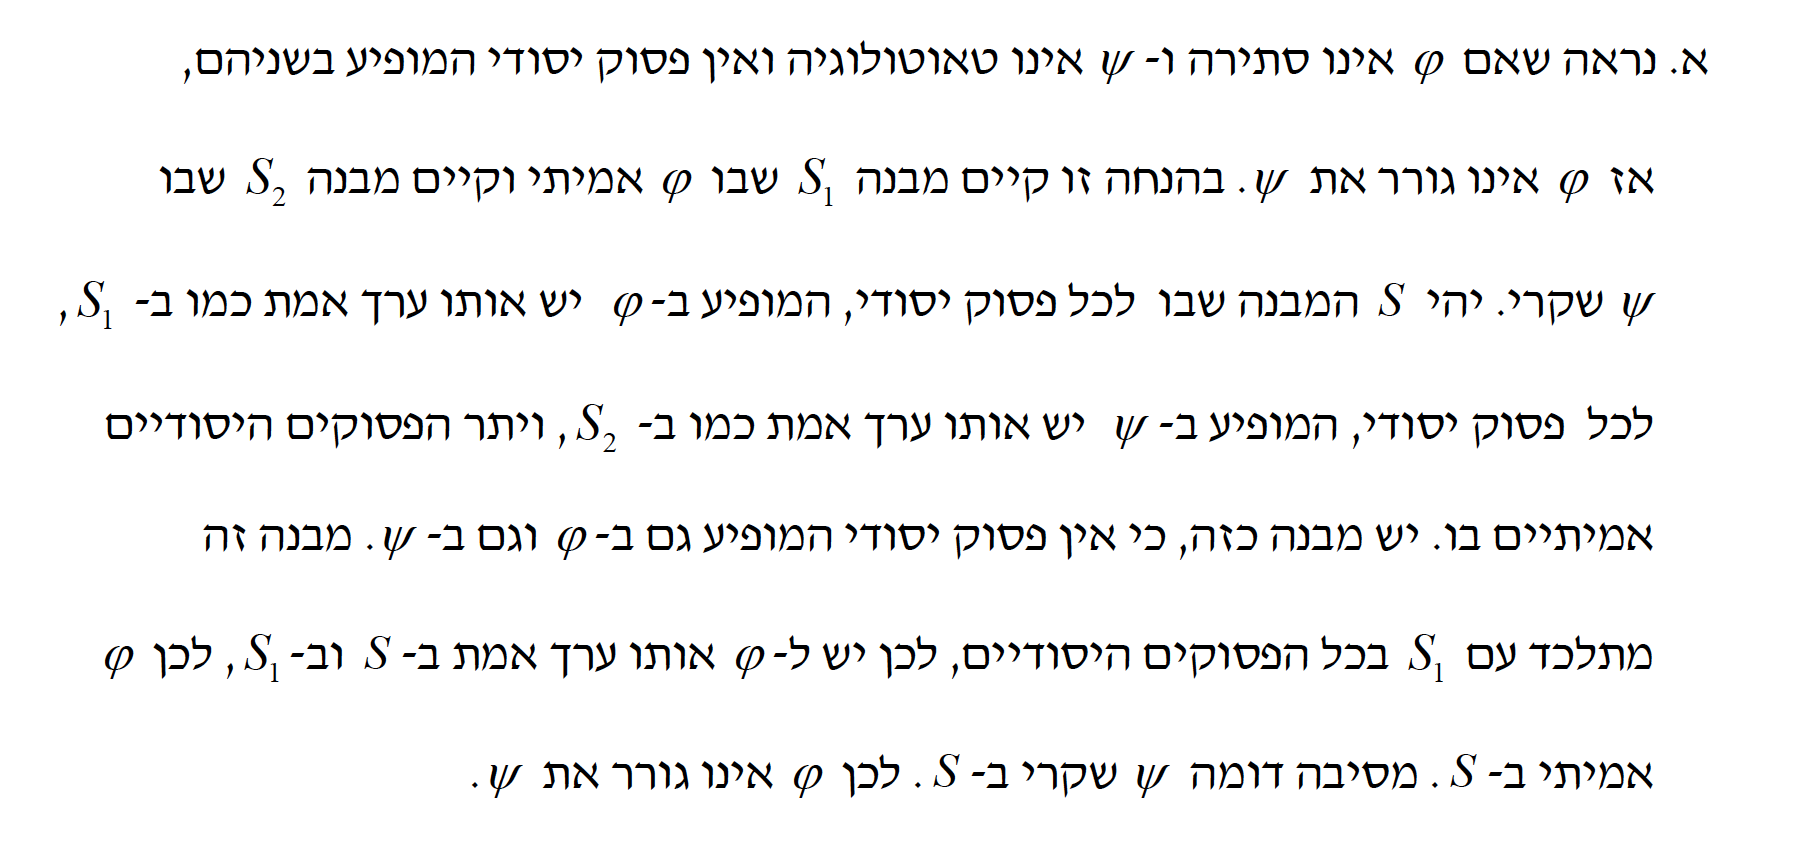 א. נראה שאם φ אינו סתירה ו- ψ אינו טאוטולוגיה ואין פסוק יסודי המופיע בשניהם,
אז φ אינו גורר את ψ. בהנחה זו קיים מבנה S₁ שבו φ אמיתי וקיים מבנה S₂ שבו
ψ שקרי. יהי S המבנה שבו לכל פסוק יסודי, המופיע ב- φ יש אותו ערך אמת כמו ב- S₁,
לכל פסוק יסודי, המופיע ב- ψ יש אותו ערך אמת כמו ב- S₂, ויתר הפסוקים היסודיים
אמיתיים בו. יש מבנה כזה, כי אין פסוק יסודי המופיע גם ב- φ וגם ב- ψ. מבנה זה
מתלכד עם S₁ בכל הפסוקים היסודיים, לכן יש ל- φ אותו ערך אמת ב- S וב- S₁, לכן φ
אמיתי ב- S. מסיבה דומה ψ שקרי ב- S. לכן φ אינו גורר את ψ.